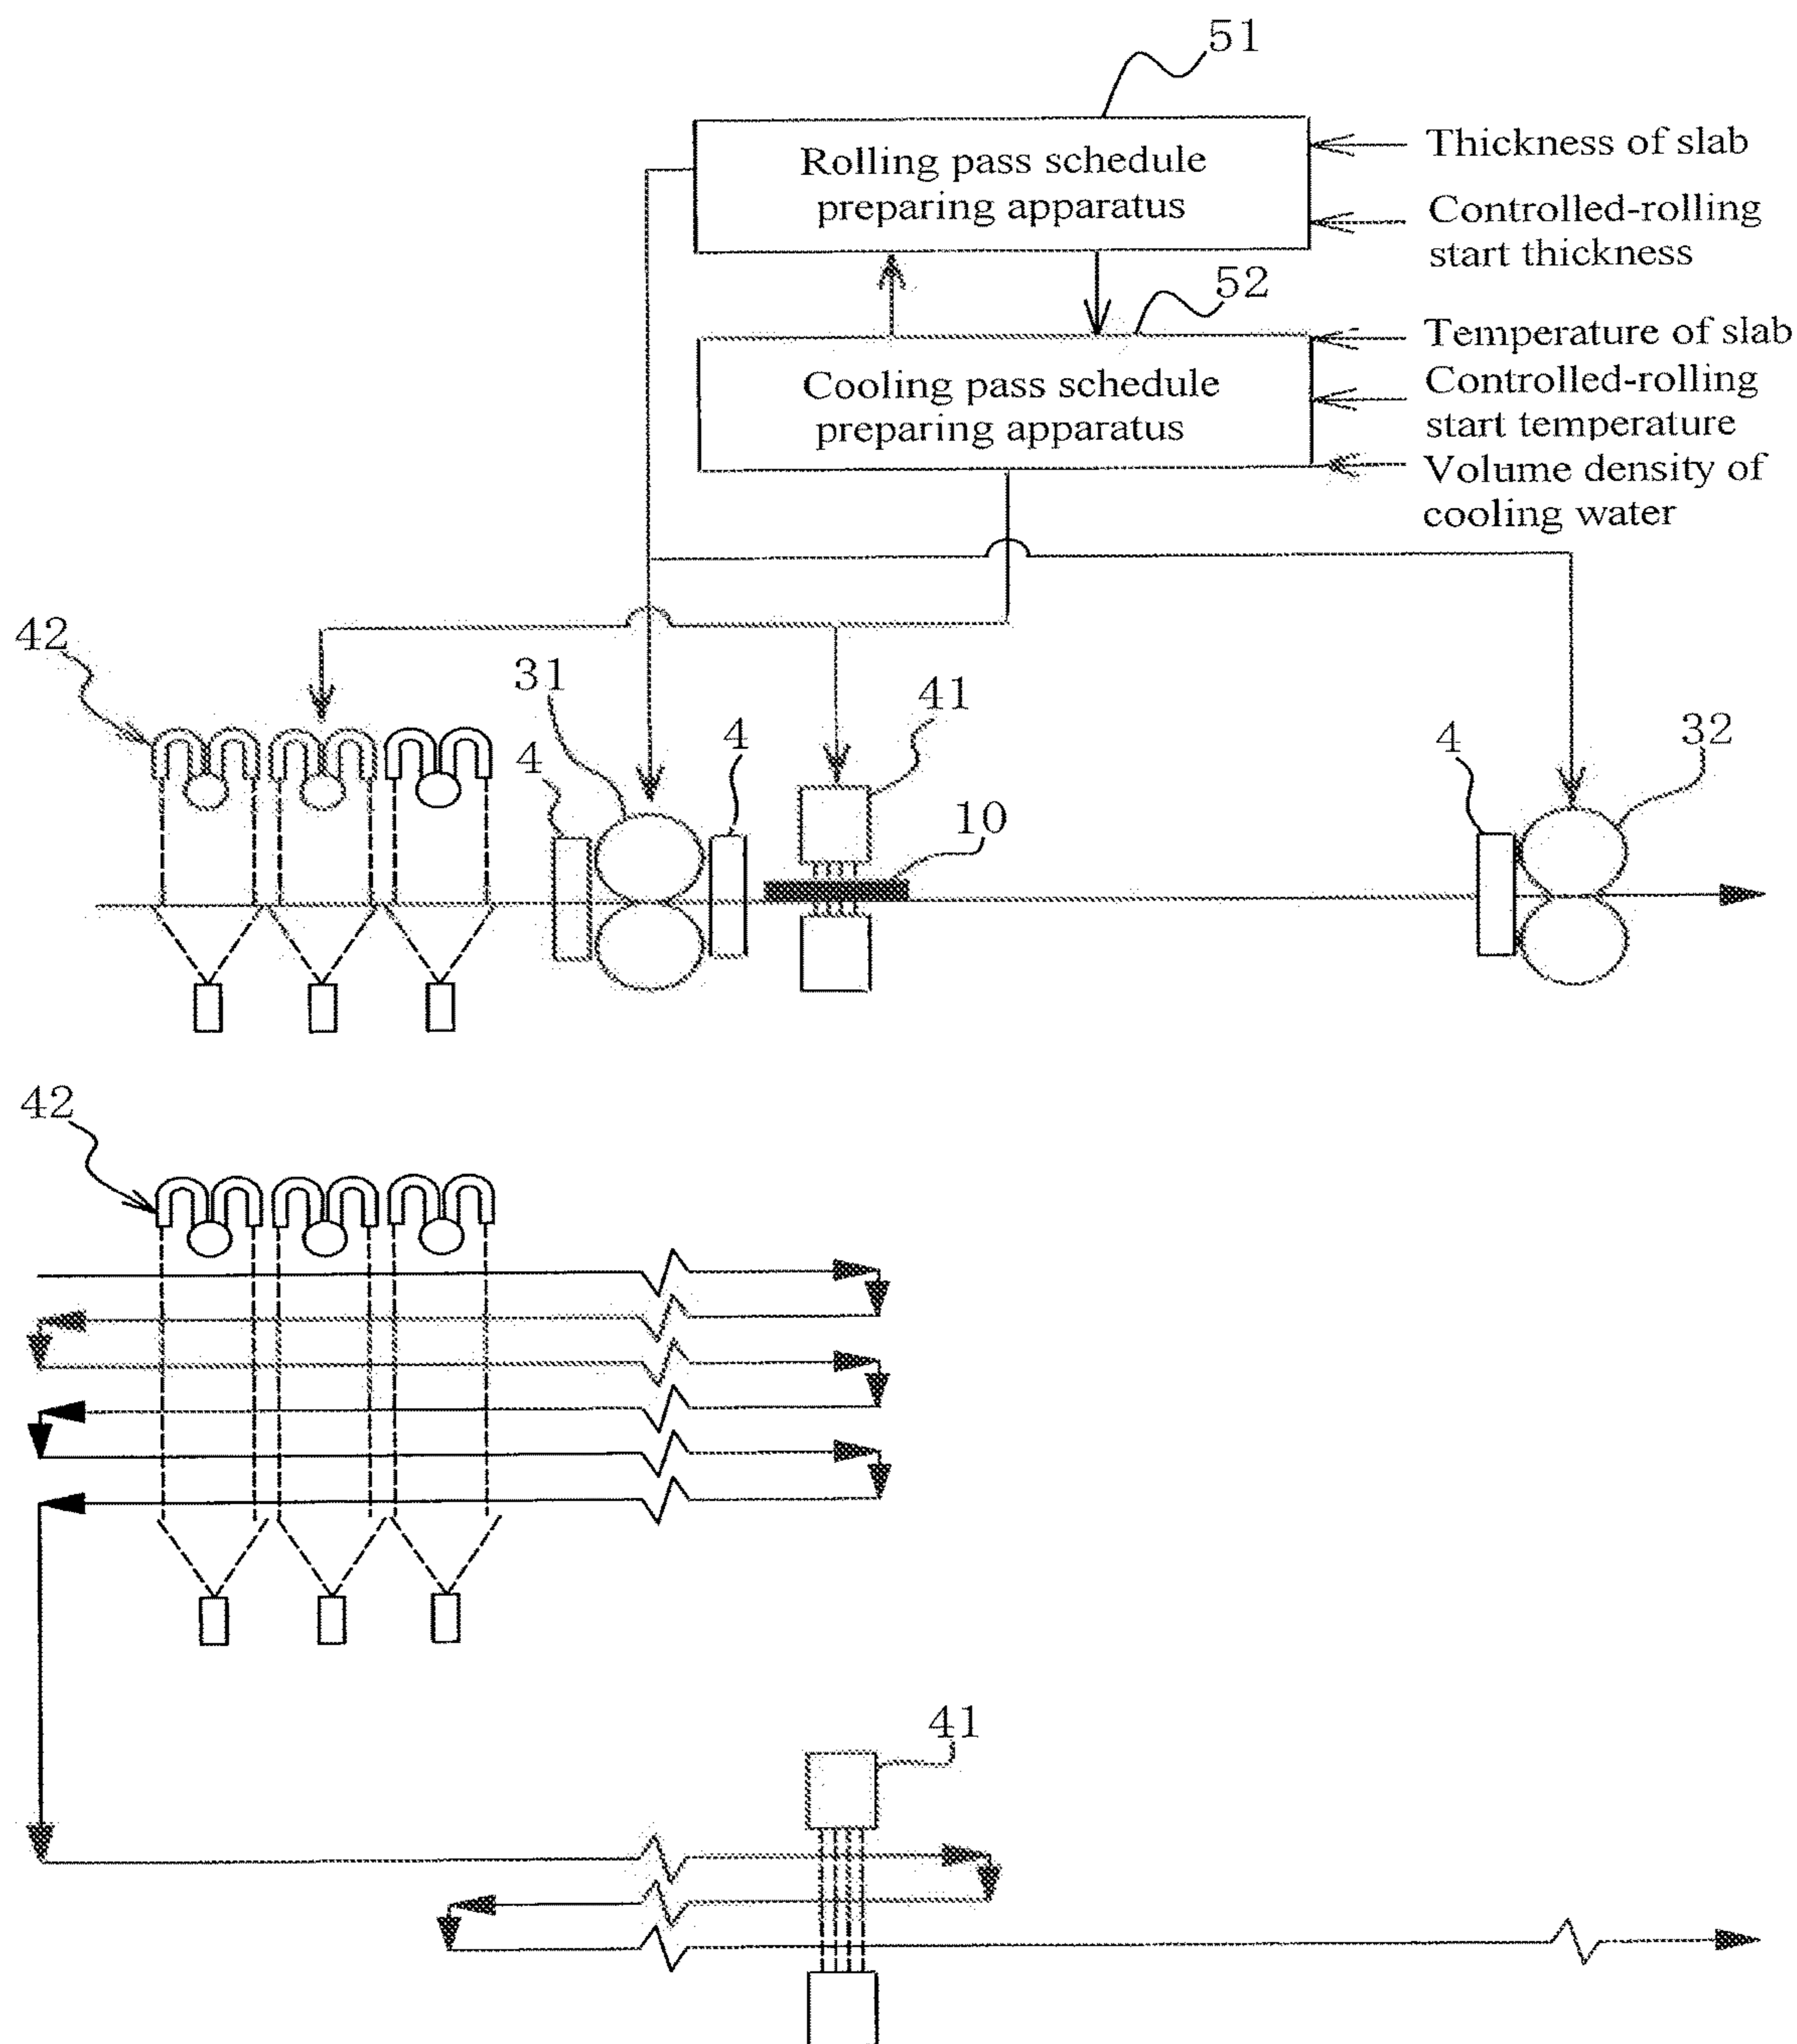 51
Rolling pass schedule
preparing apparatus
Thickness of slab
Controlled-rolling
start thickness
52
Cooling pass schedule
preparing apparatus
Temperature of slab
Controlled-rolling
start temperature
Volume density of
cooling water
42
31
4
4
41
10
4
32
42
41